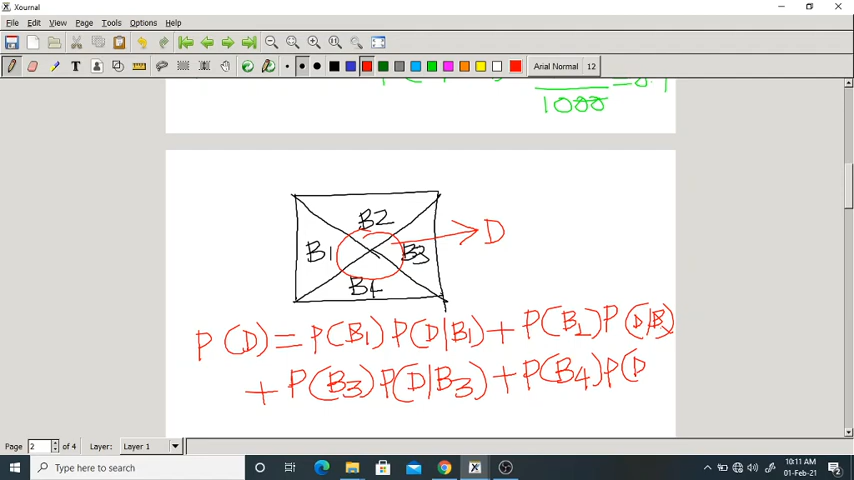 Xournal
File Edit View Page Tools Options Help
Arial Normal 12
1000
B2
B1 B3 D
B4
P(D)=P(B1)P(D|B1)+P(B2)P(D|B2)
+P(B3)P(D|B3)+P(B4)P(D
Page 2 of 4 Layer: Layer 1
Type here to search
10:11 AM
01-Feb-21
2